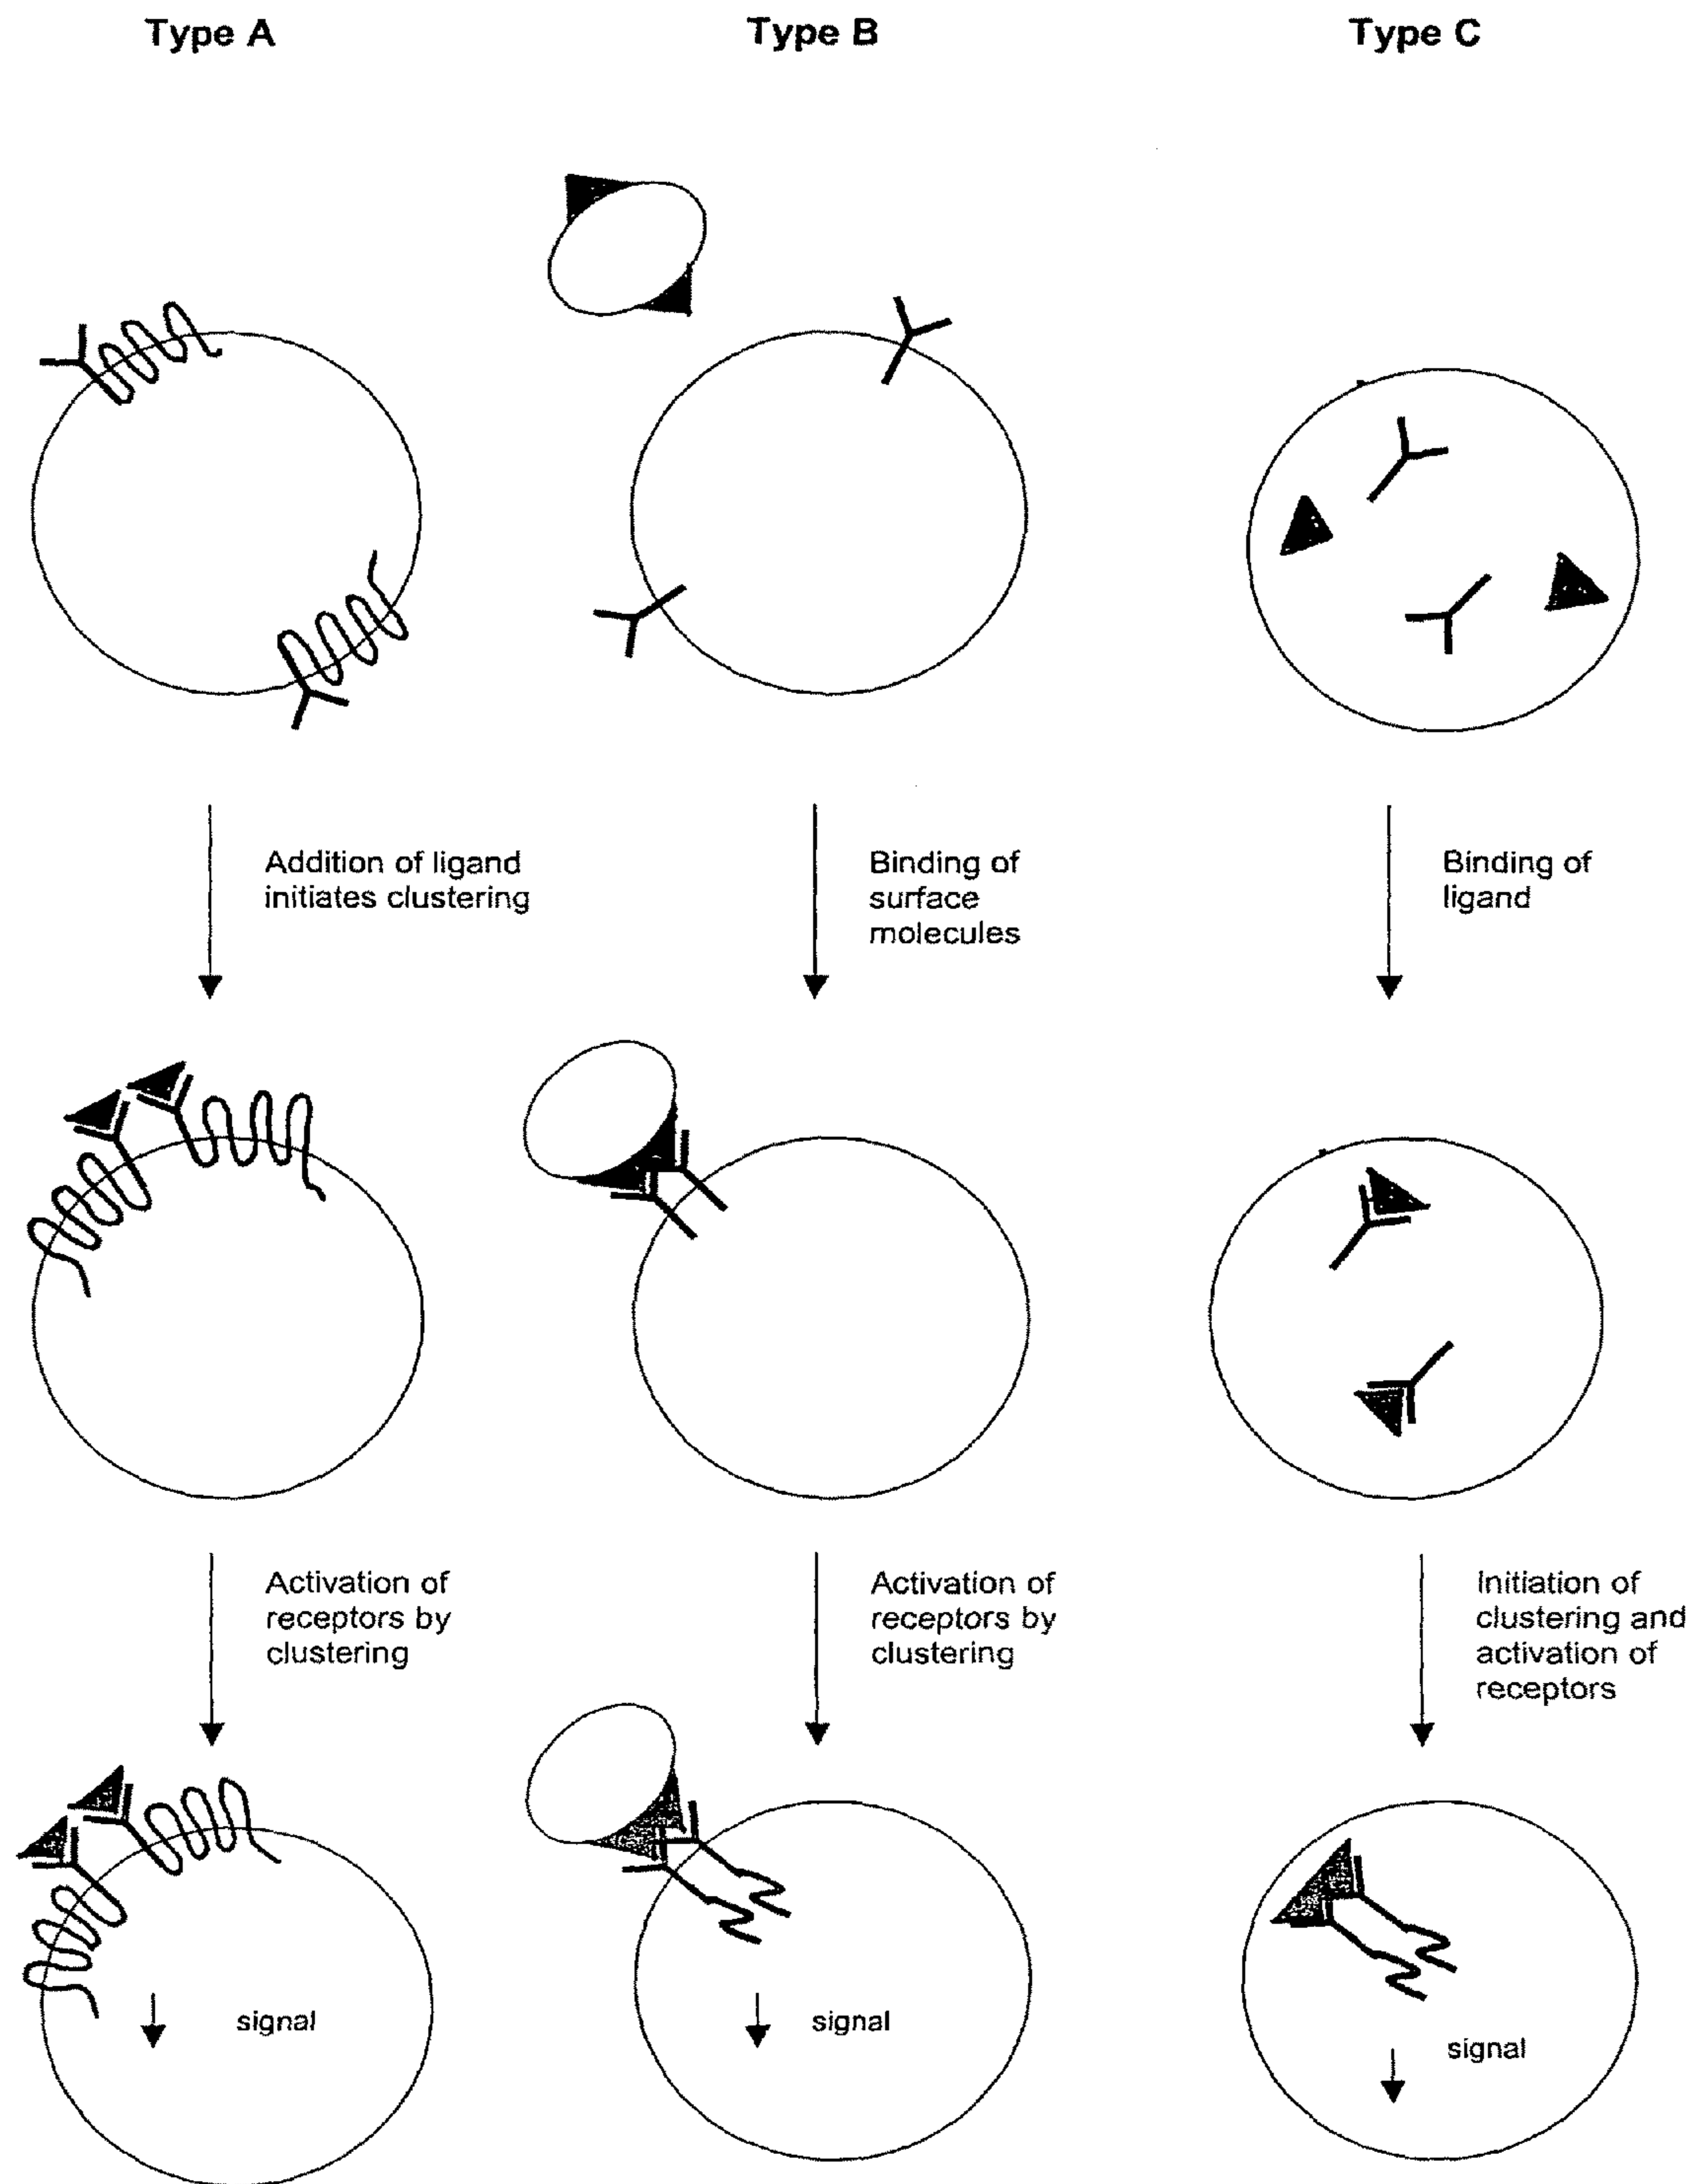 Type A
Type B
Type C
Addition of ligand
initiates clustering
Binding of
surface
molecules
Binding of
ligand
Activation of
receptors by
clustering
Activation of
receptors by
clustering
Initiation of
clustering and
activation of
receptors
signal
signal
signal